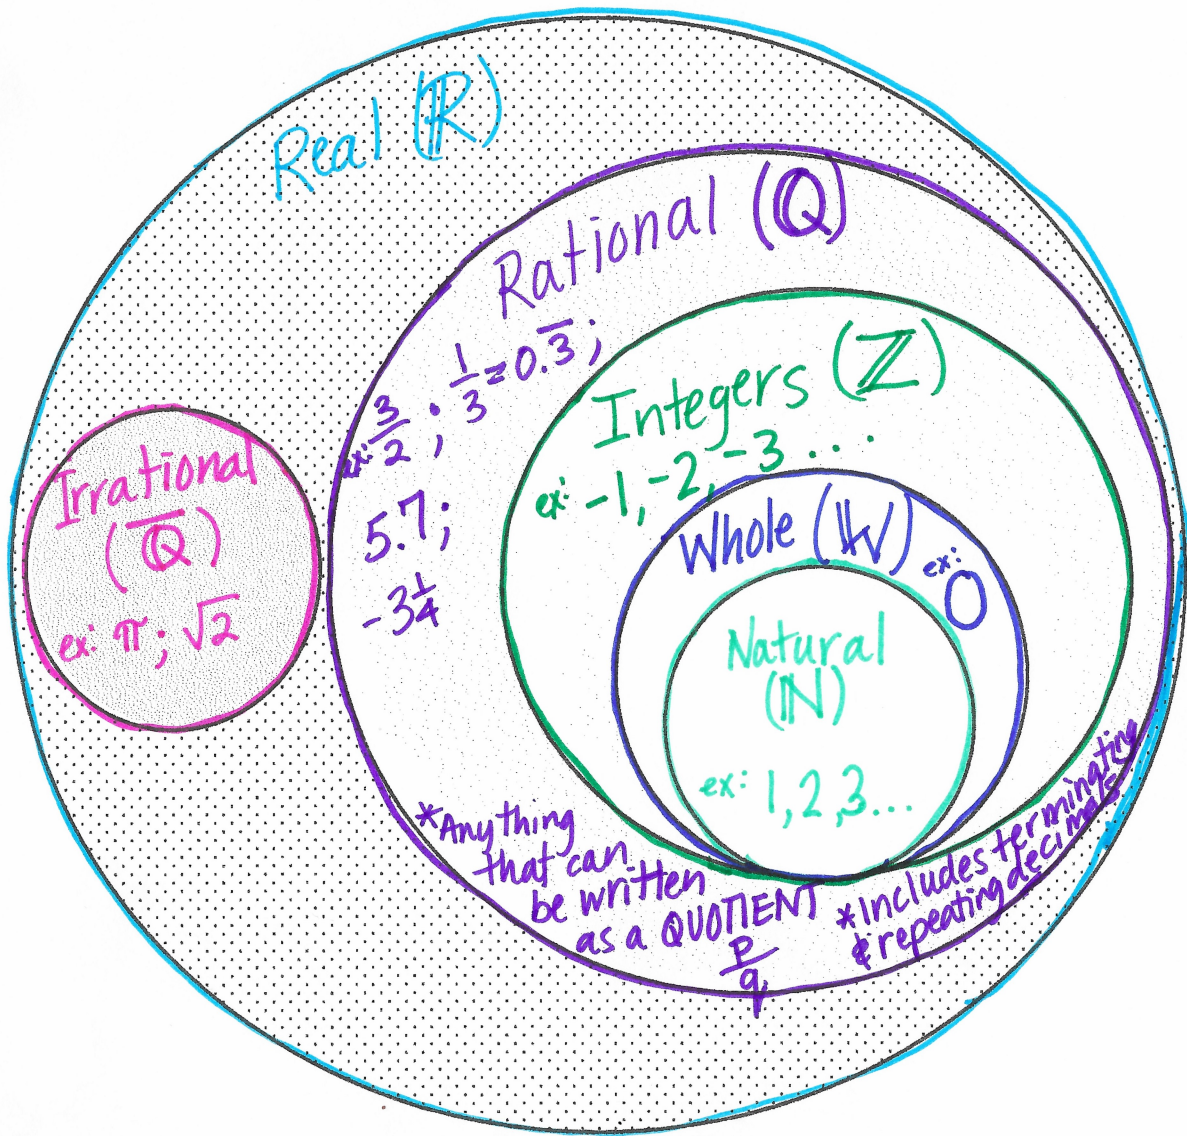 Real (ℝ)
Rational (ℚ)
ex: 3/2 ; 1/3 = 0.3̅ ;
5.7;
-3 1/4
Integers (ℤ)
ex: -1, -2, -3 ...
Whole (𝕎)
ex: 0
Natural
(ℕ)
ex: 1, 2, 3...
Irrational
(ℚ̅)
ex: π ; √2
*Anything
that can
be written
as a QUOTIENT
p/q
*Includes terminating
& repeating decimals